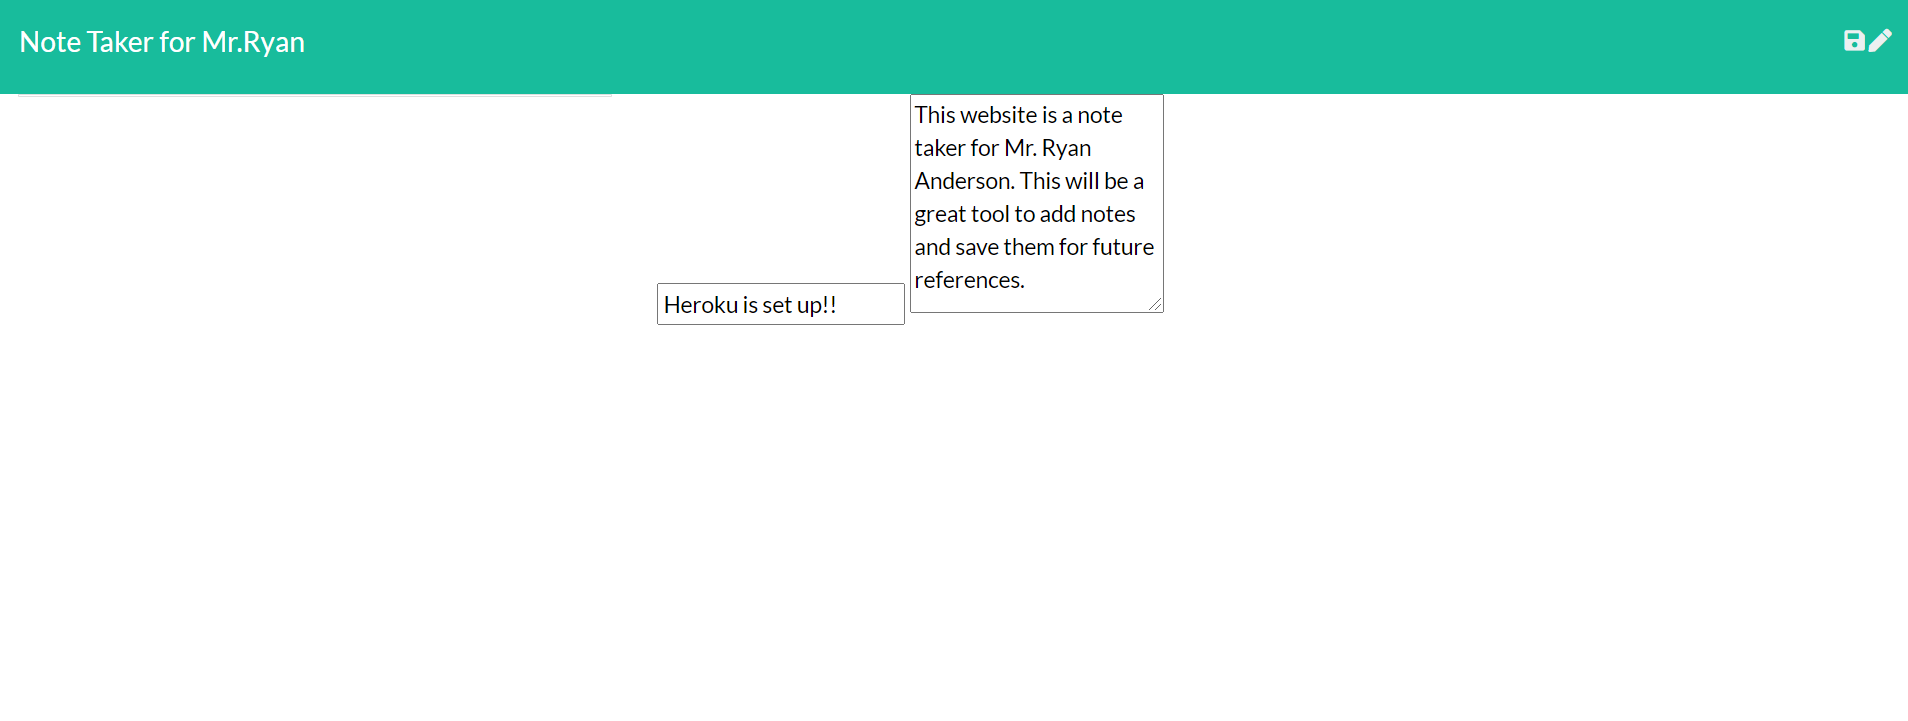 Note Taker for Mr.Ryan
This website is a note
taker for Mr. Ryan
Anderson. This will be a
great tool to add notes
and save them for future
references.
Heroku is set up!!